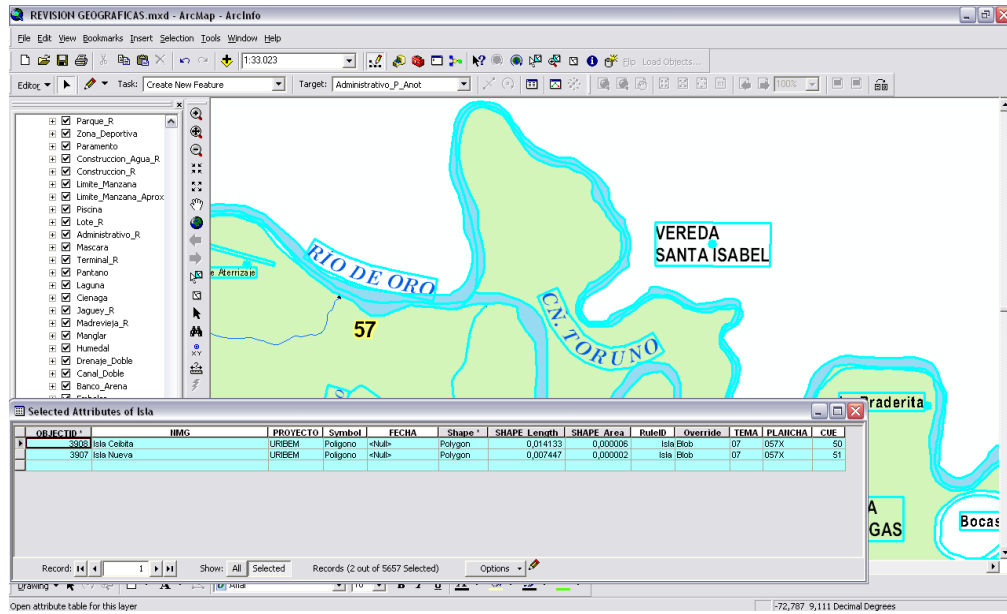 REVISION GEOGRAFICAS.mxd - ArcMap - ArcInfo
File Edit View Bookmarks Insert Selection Tools Window Help
1:33.023 Flip Load Objects...
Editor Task: Create New Feature Target: Administrativo_P_Anot 100%
Parque_R
Zona_Deportiva
Paramento
Construccion_Agua_R
Construccion_R
Limite_Manzana
Limite_Manzana_Aprox
Piscina
Lote_R
Administrativo_R
Mascara
Terminal_R
Pantano
Laguna
Cienaga
Jaguey_R
Madrevieja_R
Manglar
Humedal
Drenaje_Doble
Canal_Doble
Banco_Arena
VEREDA
SANTA ISABEL
RÍO DE ORO
e Aterrizaje
CN. TORUNO
57
Praderita
GAS
Bocas
Selected Attributes of Isla
OBJECTID * NMG PROYECTO Symbol FECHA Shape * SHAPE_Length SHAPE_Area RuleID Override TEMA PLANCHA CUE
3908 Isla Ceibita URIBEM Poligono <Null> Polygon 0,014133 0,000006 Isla Blob 07 057X 50
3907 Isla Nueva URIBEM Poligono <Null> Polygon 0,007447 0,000002 Isla Blob 07 057X 51
Record: 1 Show: All Selected Records (2 out of 5657 Selected) Options
Drawing A Arial 10 B I U A
Open attribute table for this layer -72,787 9,111 Decimal Degrees